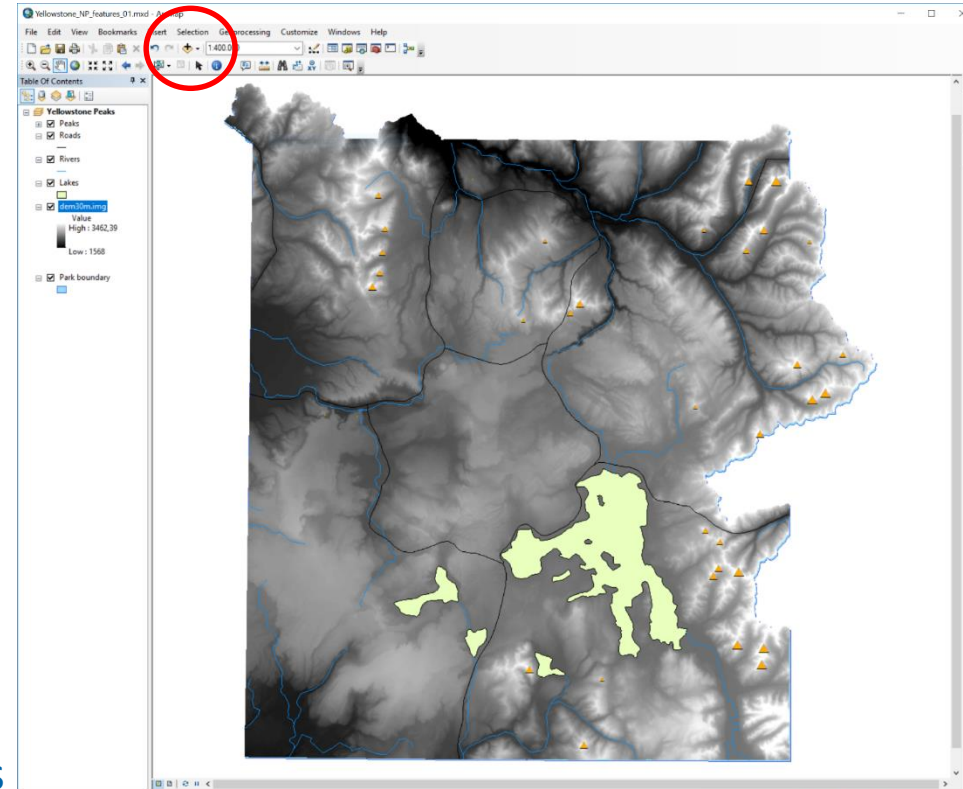 Yellowstone_NP_features_01.mxd - ArcMap
File Edit View Bookmarks Insert Selection Geoprocessing Customize Windows Help
1:400.000
Table Of Contents
Yellowstone Peaks
Peaks
Roads
Rivers
Lakes
dem30m.img
Value
High : 3462,39
Low : 1568
Park boundary
s